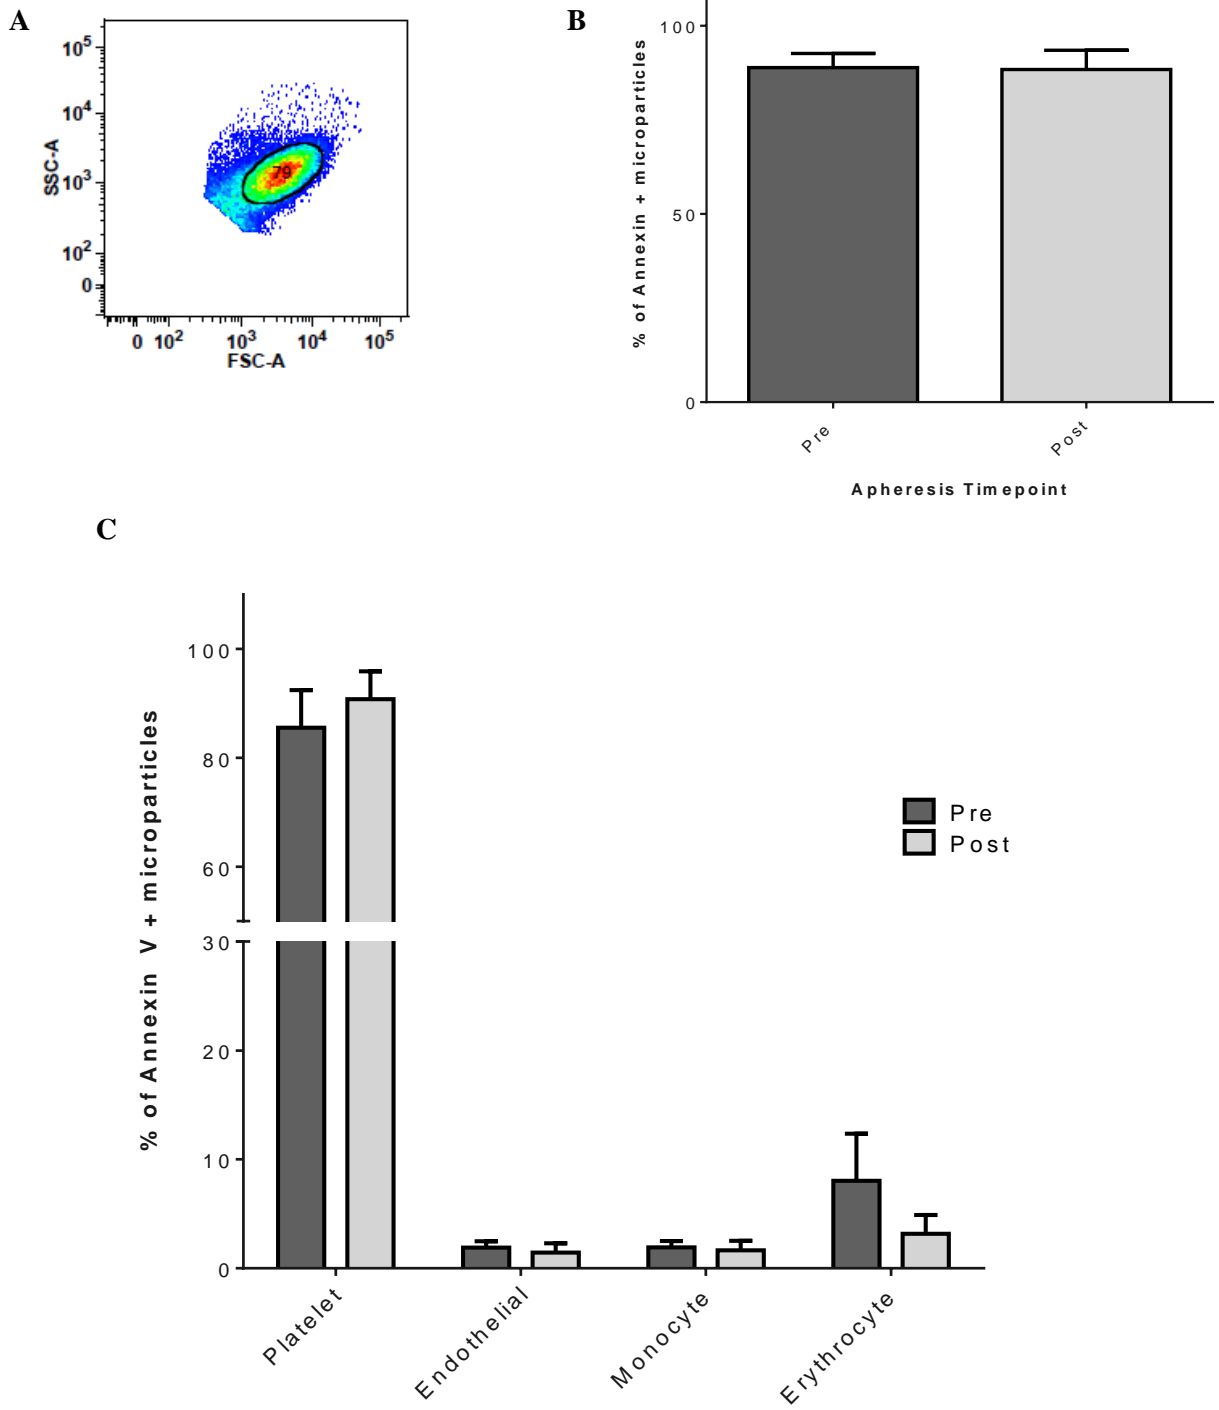 A
10^5
10^4
10^3
10^2
0
SSC-A
79
0 10^2 10^3 10^4 10^5
FSC-A
B
100
50
0
% of Annexin + microparticles
Pre
Post
Apheresis Timepoint
C
100
80
60
30
20
10
0
% of Annexin V + microparticles
Pre
Post
Platelet
Endothelial
Monocyte
Erythrocyte